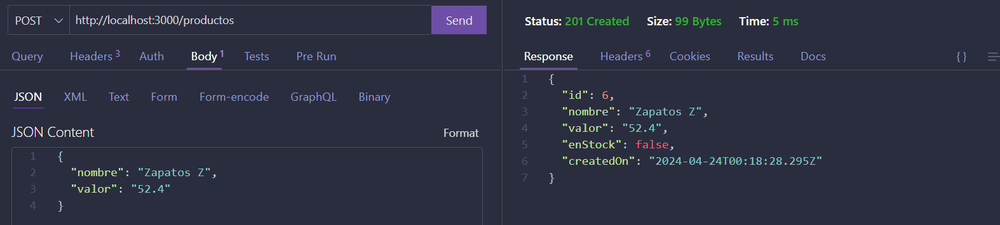 POST http://localhost:3000/productos Send
Query Headers 3 Auth Body 1 Tests Pre Run
JSON XML Text Form Form-encode GraphQL Binary
JSON Content Format
1 {
2 "nombre": "Zapatos Z",
3 "valor": "52.4"
4 }
Status: 201 Created Size: 99 Bytes Time: 5 ms
Response Headers 6 Cookies Results Docs { }
1 {
2 "id": 6,
3 "nombre": "Zapatos Z",
4 "valor": "52.4",
5 "enStock": false,
6 "createdOn": "2024-04-24T00:18:28.295Z"
7 }